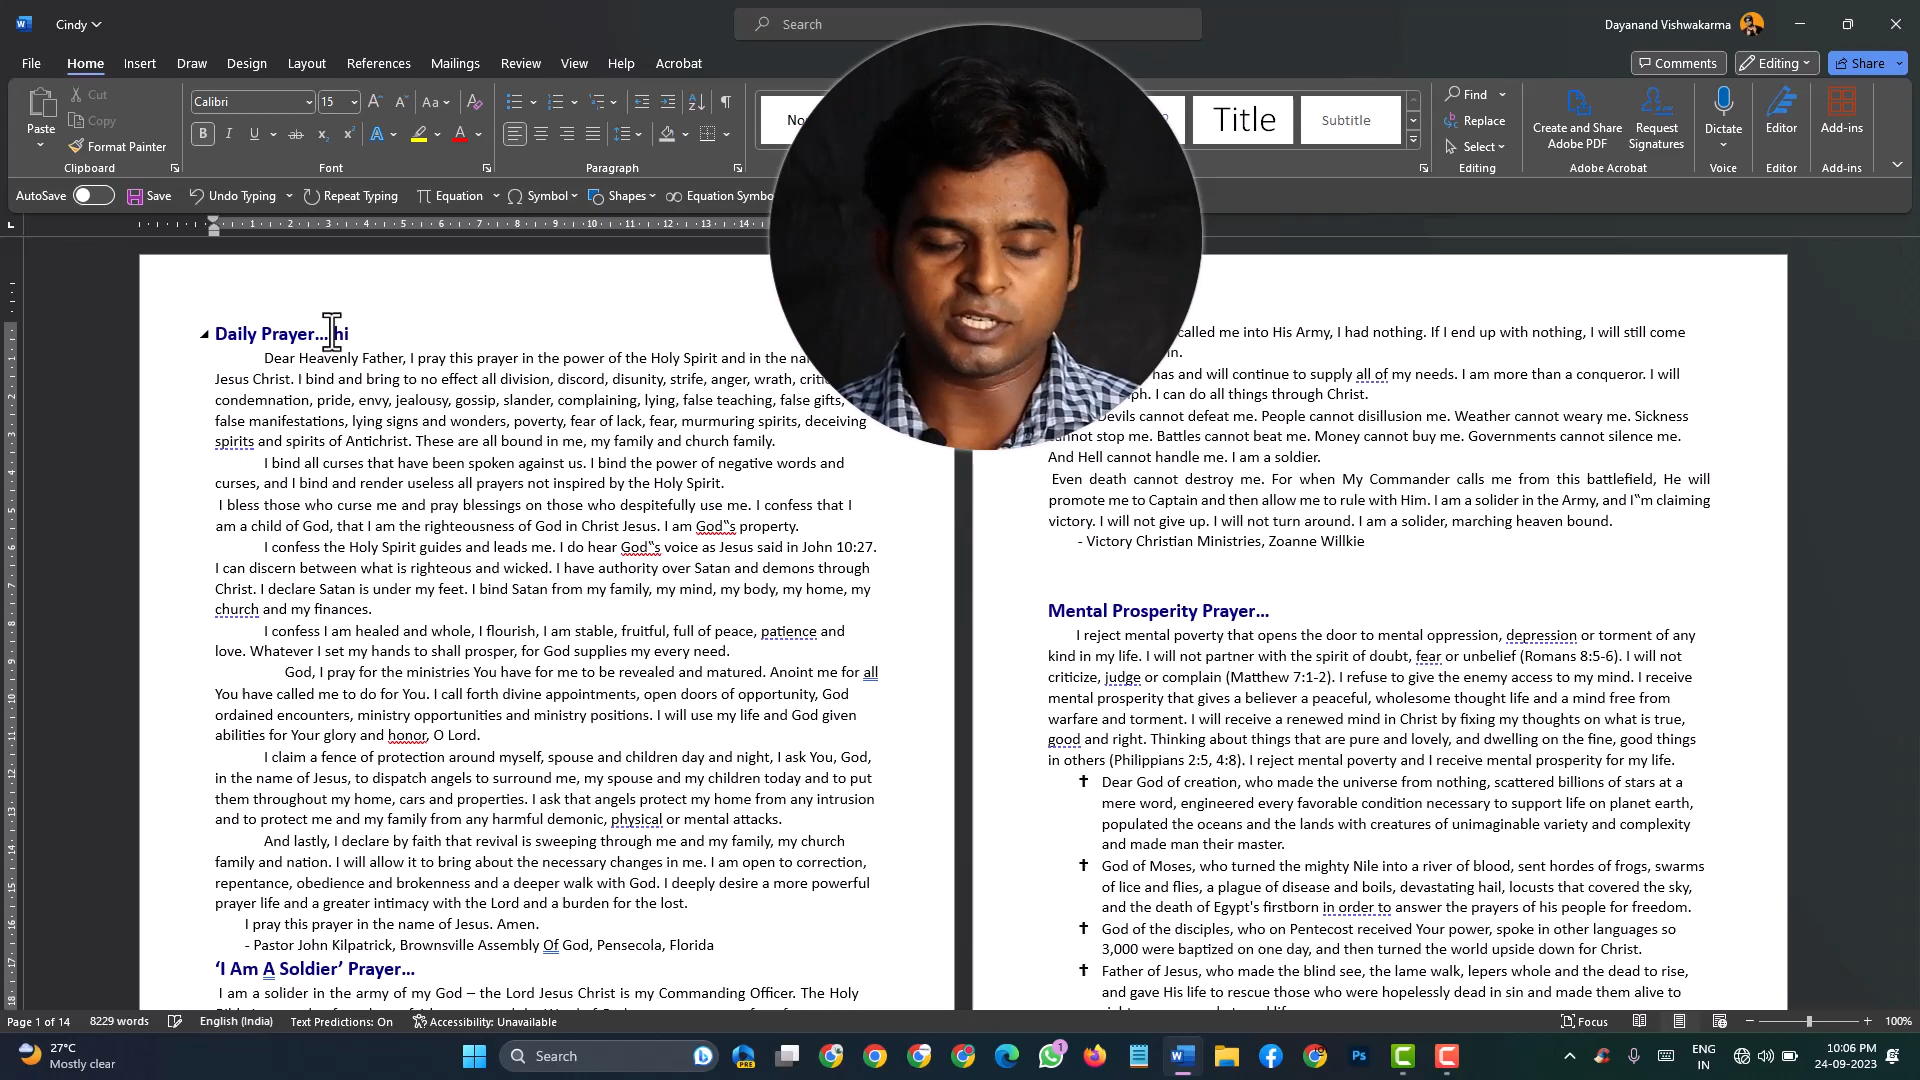 Cindy
Search
Dayanand Vishwakarma
File
Home
Insert
Draw
Design
Layout
References
Mailings
Review
View
Help
Acrobat
Comments
Editing
Share
Paste
Cut
Copy
Format Painter
Clipboard
Calibri
15
Font
Paragraph
Title
Subtitle
Find
Replace
Select
Editing
Create and Share
Adobe PDF
Request
Signatures
Adobe Acrobat
Dictate
Voice
Editor
Editor
Add-ins
Add-ins
AutoSave
Save
Undo Typing
Repeat Typing
Equation
Symbol
Shapes
Equation Symbo
1 2 3 4 5 6 7 8 9 10 11 12 13 14
Daily Prayer... hi
Dear Heavenly Father, I pray this prayer in the power of the Holy Spirit and in the
Jesus Christ. I bind and bring to no effect all division, discord, disunity, strife, anger, wrath,
condemnation, pride, envy, jealousy, gossip, slander, complaining, lying, false teaching, false gifts,
false manifestations, lying signs and wonders, poverty, fear of lack, fear, murmuring spirits, deceiving
spirits and spirits of Antichrist. These are all bound in me, my family and church family.
I bind all curses that have been spoken against us. I bind the power of negative words and
curses, and I bind and render useless all prayers not inspired by the Holy Spirit.
I bless those who curse me and pray blessings on those who despitefully use me. I confess that I
am a child of God, that I am the righteousness of God in Christ Jesus. I am God‟s property.
I confess the Holy Spirit guides and leads me. I do hear God‟s voice as Jesus said in John 10:27.
I can discern between what is righteous and wicked. I have authority over Satan and demons through
Christ. I declare Satan is under my feet. I bind Satan from my family, my mind, my body, my home, my
church and my finances.
I confess I am healed and whole, I flourish, I am stable, fruitful, full of peace, patience and
love. Whatever I set my hands to shall prosper, for God supplies my every need.
God, I pray for the ministries You have for me to be revealed and matured. Anoint me for all
You have called me to do for You. I call forth divine appointments, open doors of opportunity, God
ordained encounters, ministry opportunities and ministry positions. I will use my life and God given
abilities for Your glory and honor, O Lord.
I claim a fence of protection around myself, spouse and children day and night, I ask You, God,
in the name of Jesus, to dispatch angels to surround me, my spouse and my children today and to put
them throughout my home, cars and properties. I ask that angels protect my home from any intrusion
and to protect me and my family from any harmful demonic, physical or mental attacks.
And lastly, I declare by faith that revival is sweeping through me and my family, my church
family and nation. I will allow it to bring about the necessary changes in me. I am open to correction,
repentance, obedience and brokenness and a deeper walk with God. I deeply desire a more powerful
prayer life and a greater intimacy with the Lord and a burden for the lost.
I pray this prayer in the name of Jesus. Amen.
- Pastor John Kilpatrick, Brownsville Assembly Of God, Pensecola, Florida
‘I Am A Soldier’ Prayer...
I am a solider in the army of my God – the Lord Jesus Christ is my Commanding Officer. The Holy
called me into His Army, I had nothing. If I end up with nothing, I will still come
has and will continue to supply all of my needs. I am more than a conqueror. I will
I can do all things through Christ.
Devils cannot defeat me. People cannot disillusion me. Weather cannot weary me. Sickness
cannot stop me. Battles cannot beat me. Money cannot buy me. Governments cannot silence me.
And Hell cannot handle me. I am a soldier.
Even death cannot destroy me. For when My Commander calls me from this battlefield, He will
promote me to Captain and then allow me to rule with Him. I am a solider in the Army, and I‟m claiming
victory. I will not give up. I will not turn around. I am a solider, marching heaven bound.
- Victory Christian Ministries, Zoanne Willkie
Mental Prosperity Prayer...
I reject mental poverty that opens the door to mental oppression, depression or torment of any
kind in my life. I will not partner with the spirit of doubt, fear or unbelief (Romans 8:5-6). I will not
criticize, judge or complain (Matthew 7:1-2). I refuse to give the enemy access to my mind. I receive
mental prosperity that gives a believer a peaceful, wholesome thought life and a mind free from
warfare and torment. I will receive a renewed mind in Christ by fixing my thoughts on what is true,
good and right. Thinking about things that are pure and lovely, and dwelling on the fine, good things
in others (Philippians 2:5, 4:8). I reject mental poverty and I receive mental prosperity for my life.
✝ Dear God of creation, who made the universe from nothing, scattered billions of stars at a
mere word, engineered every favorable condition necessary to support life on planet earth,
populated the oceans and the lands with creatures of unimaginable variety and complexity
and made man their master.
✝ God of Moses, who turned the mighty Nile into a river of blood, sent hordes of frogs, swarms
of lice and flies, a plague of disease and boils, devastating hail, locusts that covered the sky,
and the death of Egypt's firstborn in order to answer the prayers of his people for freedom.
✝ God of the disciples, who on Pentecost received Your power, spoke in other languages so
3,000 were baptized on one day, and then turned the world upside down for Christ.
✝ Father of Jesus, who made the blind see, the lame walk, lepers whole and the dead to rise,
and gave His life to rescue those who were hopelessly dead in sin and made them alive to
Page 1 of 14
8229 words
English (India)
Text Predictions: On
Accessibility: Unavailable
Focus
100%
27°C
Mostly clear
Search
PRE
1
Ps
ENG
IN
10:06 PM
24-09-2023